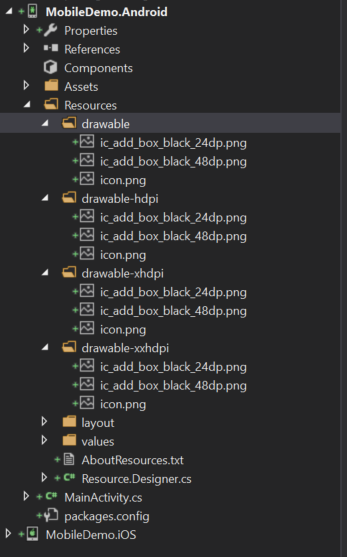 MobileDemo.Android
Properties
References
Components
Assets
Resources
drawable
ic_add_box_black_24dp.png
ic_add_box_black_48dp.png
icon.png
drawable-hdpi
ic_add_box_black_24dp.png
ic_add_box_black_48dp.png
icon.png
drawable-xhdpi
ic_add_box_black_24dp.png
ic_add_box_black_48dp.png
icon.png
drawable-xxhdpi
ic_add_box_black_24dp.png
ic_add_box_black_48dp.png
icon.png
layout
values
AboutResources.txt
C# Resource.Designer.cs
C# MainActivity.cs
packages.config
MobileDemo.iOS